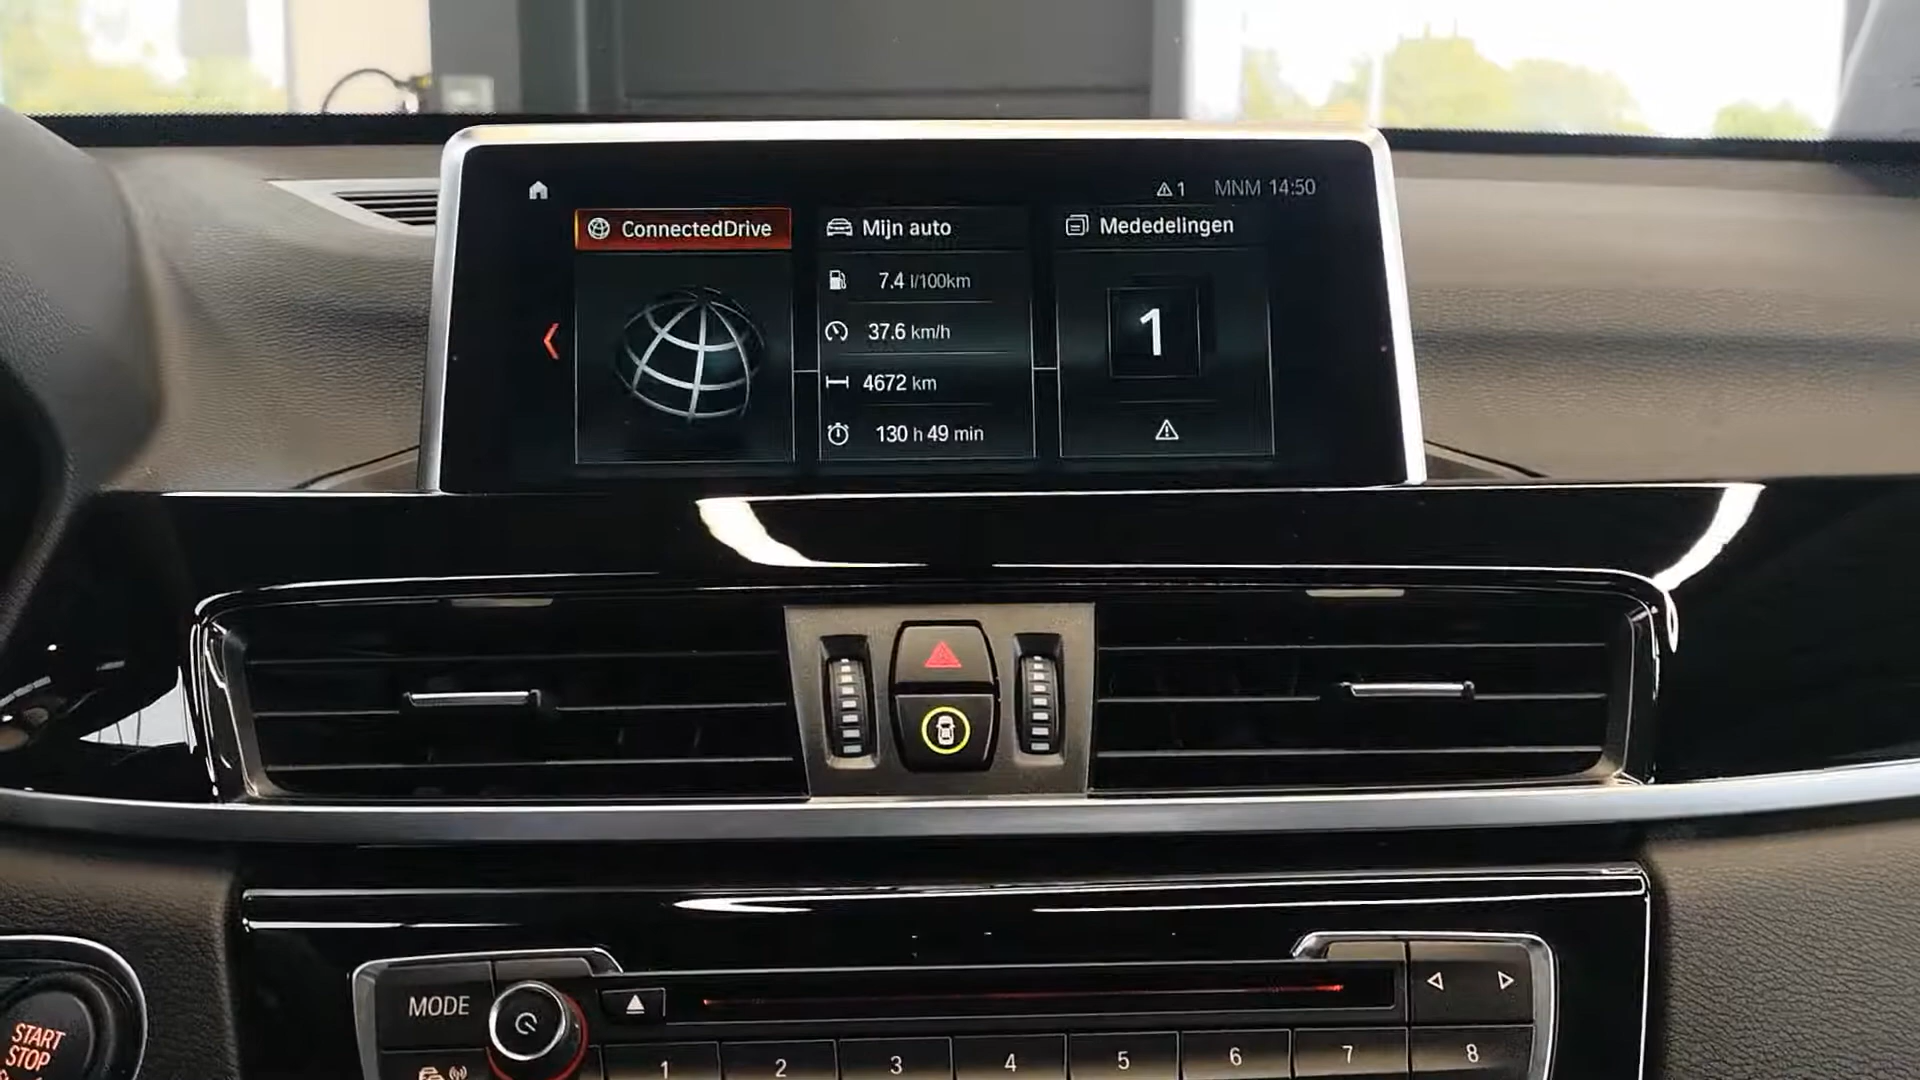 1 MNM 14:50
ConnectedDrive
Mijn auto
7.4 l/100km
37.6 km/h
4672 km
130 h 49 min
Mededelingen
1
MODE
START
STOP
1 2 3 4 5 6 7 8